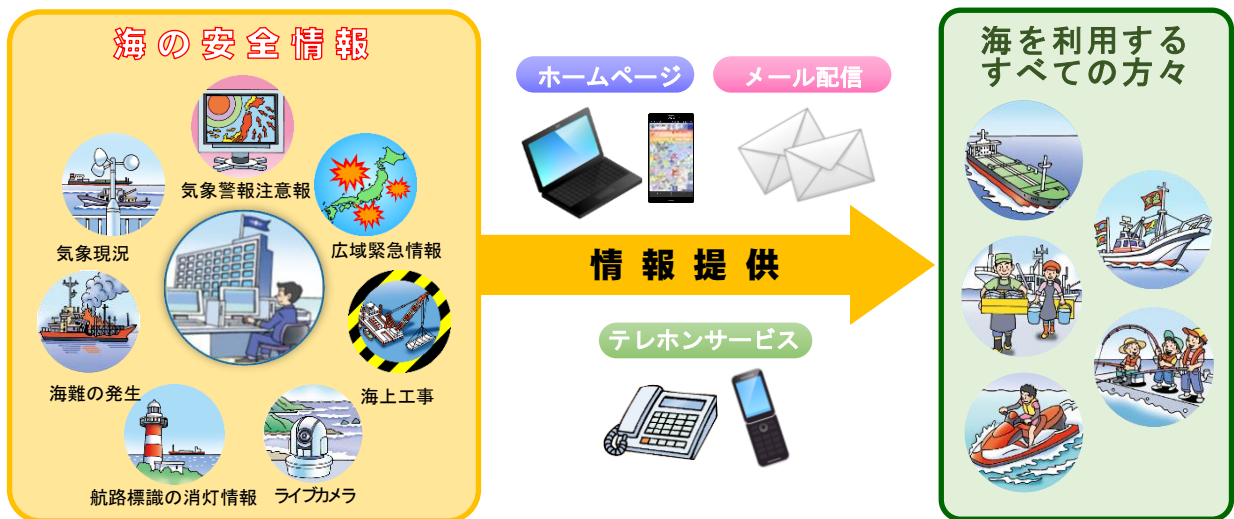 海の安全情報
気象警報注意報
気象現況
広域緊急情報
海難の発生
海上工事
航路標識の消灯情報
ライブカメラ
ホームページ
メール配信
情報提供
テレホンサービス
海を利用する
すべての方々